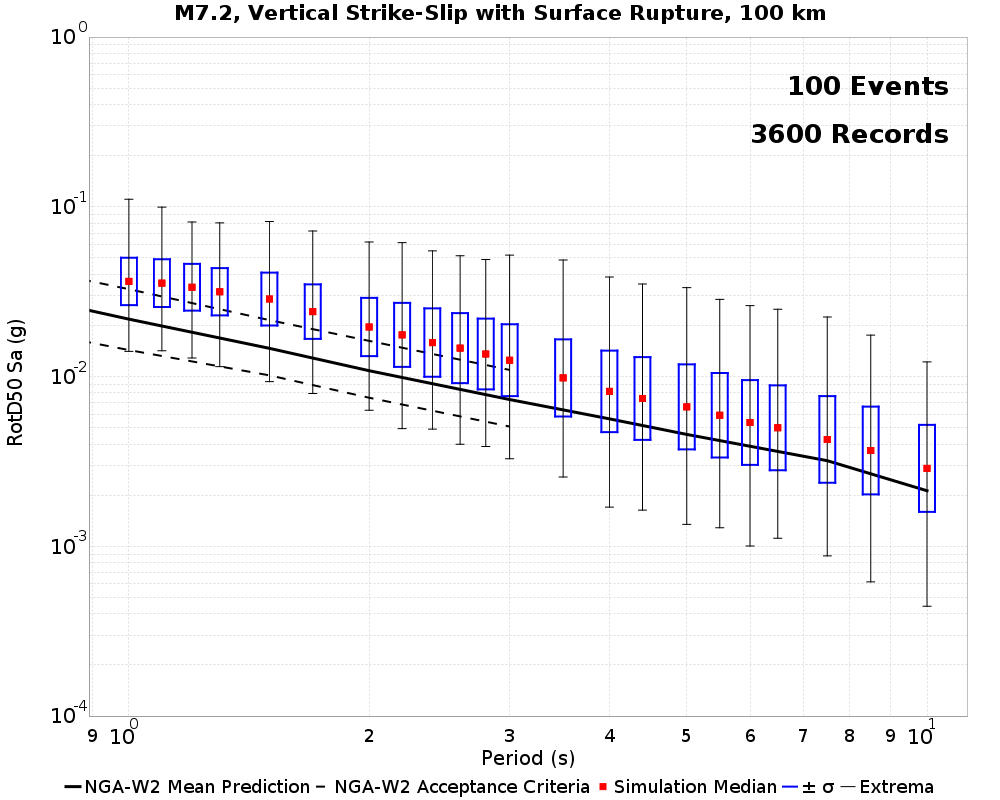 M7.2, Vertical Strike-Slip with Surface Rupture, 100 km
100 Events
3600 Records
RotD50 Sa (g)
10^0
10^-1
10^-2
10^-3
10^-4
9 10^0 2 3 4 5 6 7 8 9 10^1
Period (s)
NGA-W2 Mean Prediction NGA-W2 Acceptance Criteria Simulation Median ± σ Extrema